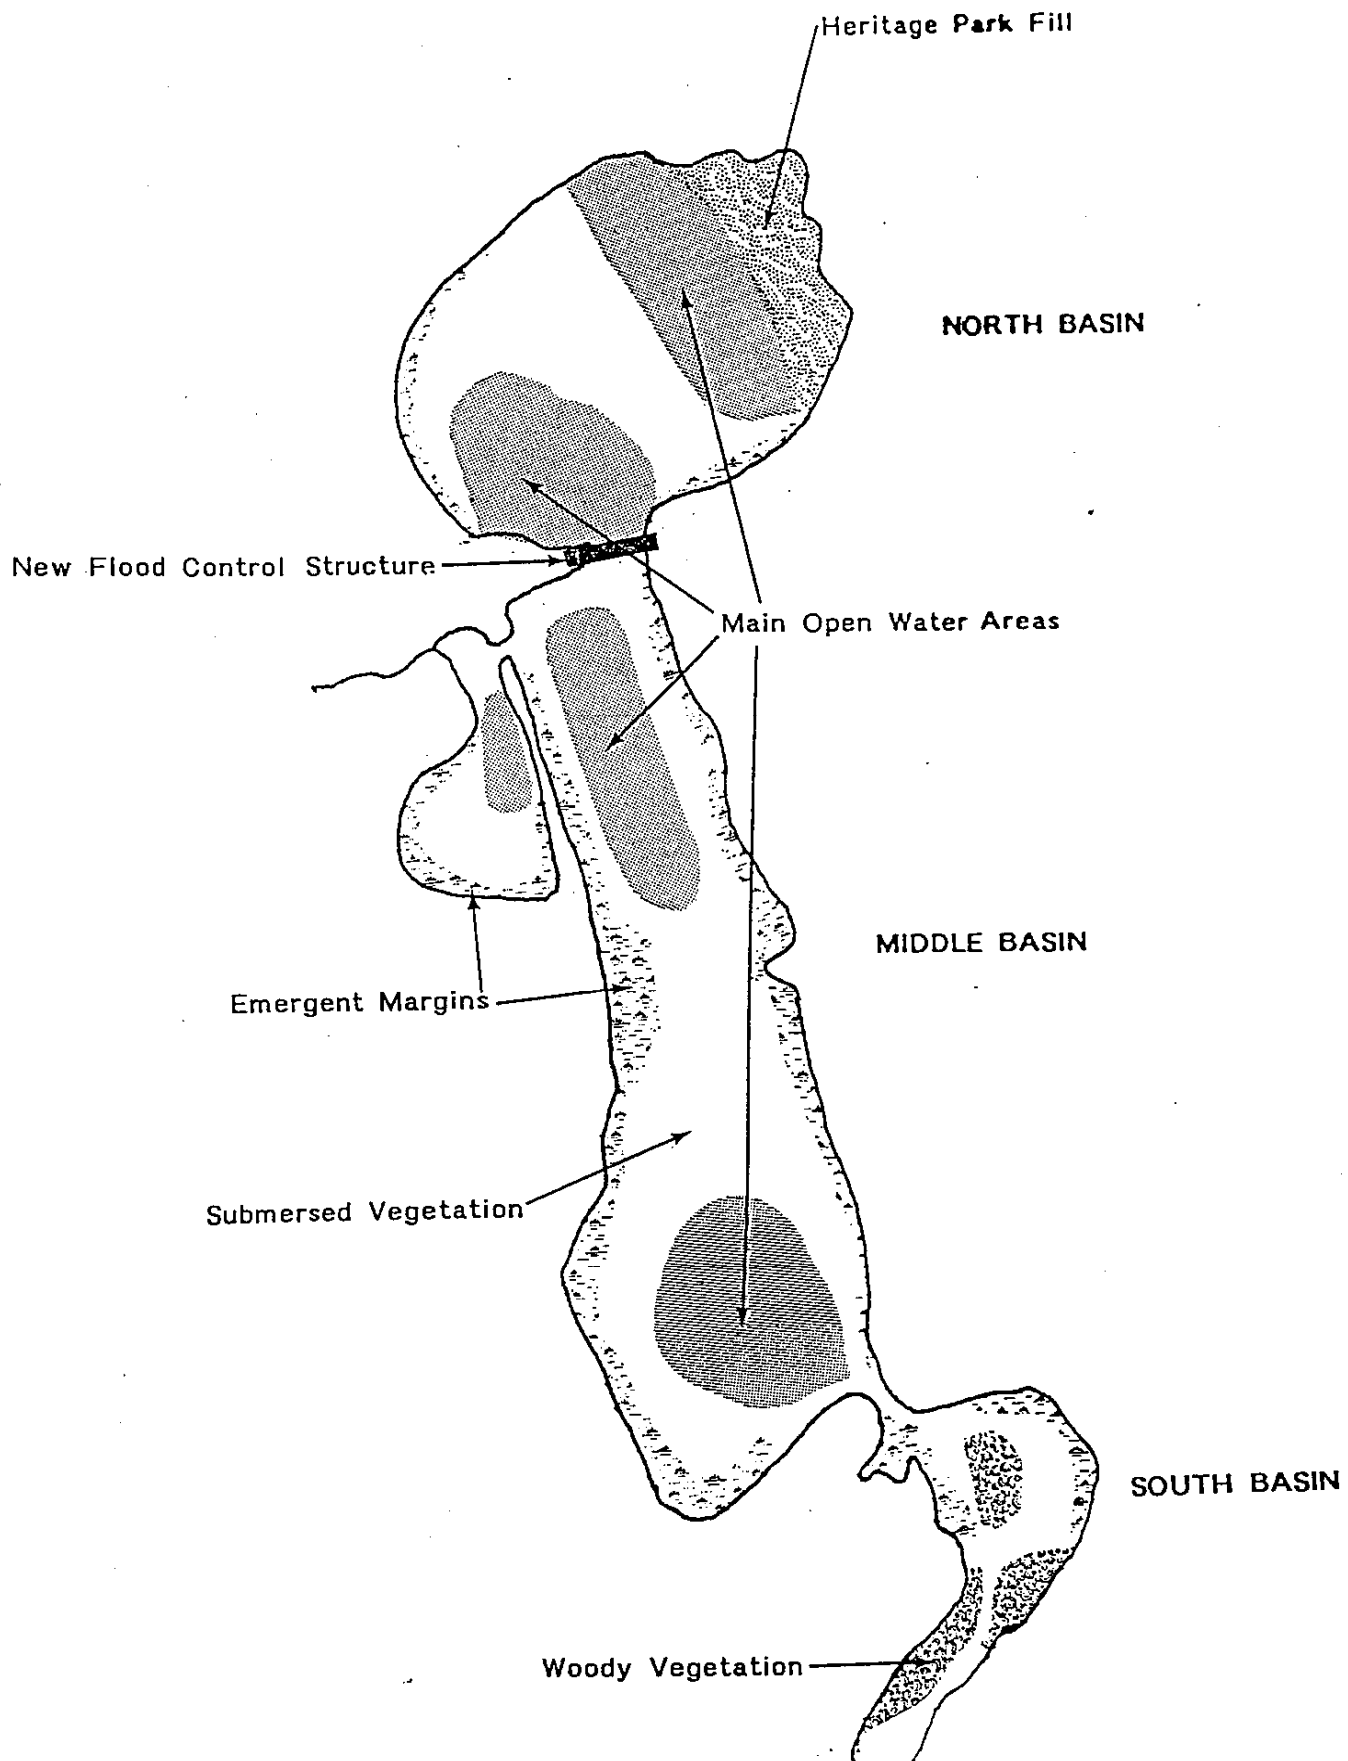 Heritage Park Fill
NORTH BASIN
New Flood Control Structure
Main Open Water Areas
MIDDLE BASIN
Emergent Margins
Submersed Vegetation
SOUTH BASIN
Woody Vegetation